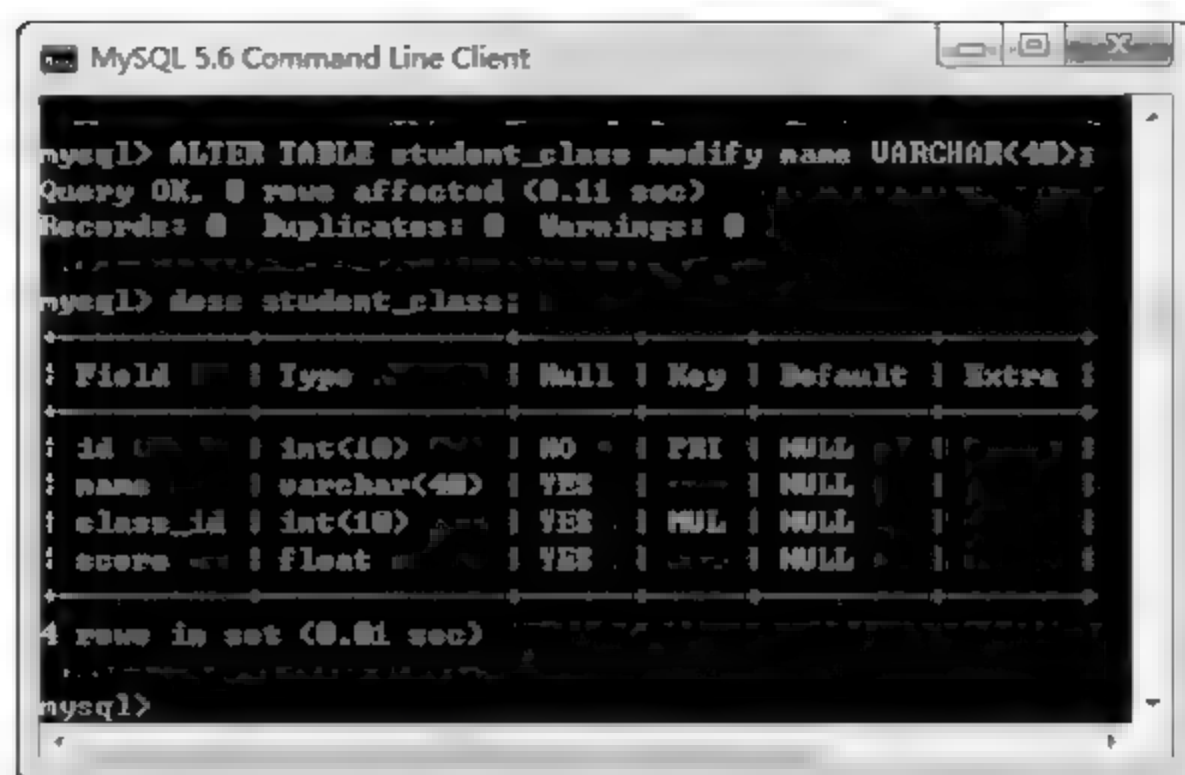 MySQL 5.6 Command Line Client
mysql> ALTER TABLE student_class modify name VARCHAR(40);
Query OK, 0 rows affected (0.11 sec)
Records: 0  Duplicates: 0  Warnings: 0
mysql> desc student_class;
+----------+-------------+------+-----+---------+-------+
| Field | Type | Null | Key | Default | Extra |
+----------+-------------+------+-----+---------+-------+
| id | int(10) | NO | PRI | NULL | |
| name | varchar(40) | YES | | NULL | |
| class_id | int(10) | YES | MUL | NULL | |
| score | float | YES | | NULL | |
+----------+-------------+------+-----+---------+-------+
4 rows in set (0.01 sec)
mysql>